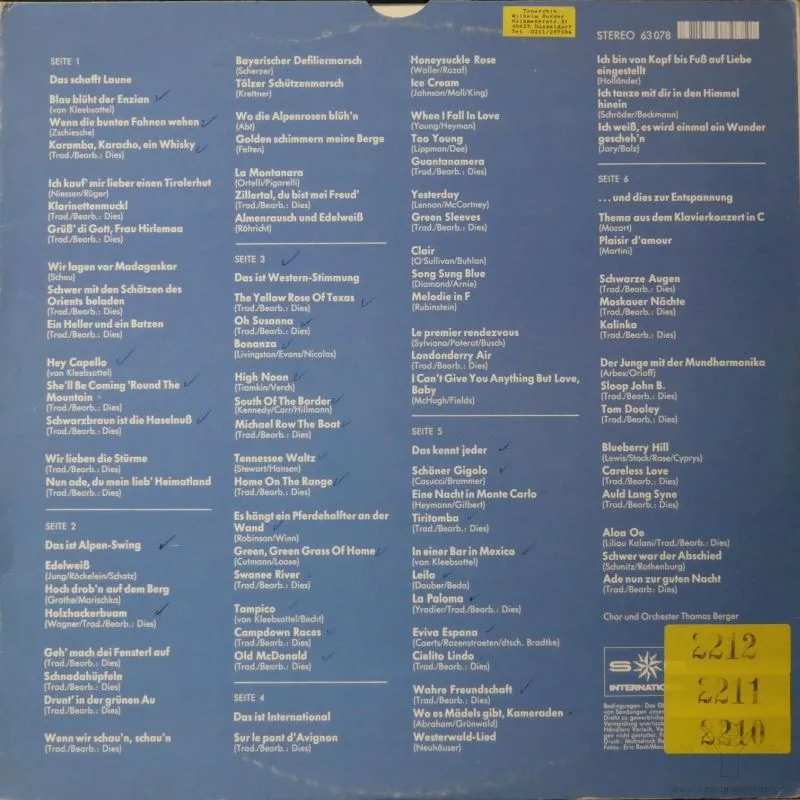 Tonarchiv
Wilhelm Burger
40629 Düsseldorf
STEREO 63078
SEITE 1
Das schafft Laune
Blau blüht der Enzian
(von Kleebsattel)
Wenn die bunten Fahnen wehen
(Zschiesche)
Karamba, Karacho, ein Whisky
(Trad./Bearb.: Dies)
Ich kauf' mir lieber einen Tirolerhut
(Niessen/Rüger)
Klarinettenmuckl
(Trad./Bearb.: Dies)
Grüß' di Gott, Frau Hirlemaa
(Trad./Bearb.: Dies)
Wir lagen vor Madagaskar
(Scheu)
Schwer mit den Schätzen des
Orients beladen
(Trad./Bearb.: Dies)
Ein Heller und ein Batzen
(Trad./Bearb.: Dies)
Hey Capello
(van Kleebsattel)
She'll Be Coming 'Round The
Mountain
(Trad./Bearb.: Dies)
Schwarzbraun ist die Haselnuß
(Trad./Bearb.: Dies)
Wir lieben die Stürme
(Trad./Bearb.: Dies)
Nun ade, du mein lieb' Heimatland
(Trad./Bearb.: Dies)
SEITE 2
Das ist Alpen-Swing
Edelweiß
(Jung/Röckelein/Schatz)
Hoch drob'n auf dem Berg
(Grothe/Marischka)
Holzhackerbuam
(Wagner/Trad./Bearb.: Dies)
Geh' mach dei Fensterl auf
(Trad./Bearb.: Dies)
Schnadahüpfeln
(Trad./Bearb.: Dies)
Drunt' in der grünen Au
(Trad./Bearb.: Dies)
Wenn wir schau'n, schau'n
(Trad./Bearb.: Dies)
Bayerischer Defiliermarsch
(Scherzer)
Tölzer Schützenmarsch
(Krettner)
Wo die Alpenrosen blüh'n
(Abt)
Golden schimmern meine Berge
(Felten)
La Montanara
(Ortelli/Pigarelli)
Zillertal, du bist mei Freud'
(Trad./Bearb.: Dies)
Almenrausch und Edelweiß
(Röhricht)
SEITE 3
Das ist Western-Stimmung
The Yellow Rose Of Texas
(Trad./Bearb.: Dies)
Oh Susanna
(Trad./Bearb.: Dies)
Bonanza
(Livingston/Evans/Nicolas)
High Noon
(Tiomkin/Verch)
South Of The Border
(Kennedy/Carr/Hillmann)
Michael Row The Boat
(Trad./Bearb.: Dies)
Tennessee Waltz
(Stewart/Hansen)
Home On The Range
(Trad./Bearb.: Dies)
Es hängt ein Pferdehalfter an der
Wand
(Robinson/Winn)
Green, Green Grass Of Home
(Cutmann/Loose)
Swanee River
(Trad./Bearb.: Dies)
Tampico
(van Kleebsattel/Becht)
Campdown Races
(Trad./Bearb.: Dies)
Old McDonald
(Trad./Bearb.: Dies)
SEITE 4
Das ist International
Sur le pont d'Avignon
(Trad./Bearb.: Dies)
Honeysuckle Rose
(Waller/Razaf)
Ice Cream
(Johnson/Moll/King)
When I Fall In Love
(Young/Heyman)
Too Young
(Lippman/Dee)
Guantanamera
(Trad./Bearb.: Dies)
Yesterday
(Lennon/McCartney)
Green Sleeves
(Trad./Bearb.: Dies)
Clair
(O'Sullivan/Buhlan)
Song Sung Blue
(Diamond/Arnie)
Melodie in F
(Rubinstein)
Le premier rendezvous
(Sylviano/Poterat/Busch)
Londonderry Air
(Trad./Bearb.: Dies)
I Can't Give You Anything But Love,
Baby
(McHugh/Fields)
SEITE 5
Das kennt jeder
Schöner Gigolo
(Casucci/Brammer)
Eine Nacht in Monte Carlo
(Heymann/Gilbert)
Tiritomba
(Trad./Bearb.: Dies)
In einer Bar in Mexico
(van Kleebsattel)
Leila
(Dauber/Beda)
La Paloma
(Yradier/Trad./Bearb.: Dies)
Eviva Espana
(Caerts/Rozenstraeten/dtsch. Bradtke)
Cielito Lindo
(Trad./Bearb.: Dies)
Wahre Freundschaft
(Trad./Bearb.: Dies)
Wo es Mädels gibt, Kameraden
(Abraham/Grünwald)
Westerwald-Lied
(Neuhäuser)
Ich bin von Kopf bis Fuß auf Liebe
eingestellt
(Holländer)
Ich tanze mit dir in den Himmel
hinein
(Schröder/Beckmann)
Ich weiß, es wird einmal ein Wunder
gescheh'n
(Jary/Balz)
SEITE 6
... und dies zur Entspannung
Thema aus dem Klavierkonzert in C
(Mozart)
Plaisir d'amour
(Martini)
Schwarze Augen
(Trad./Bearb.: Dies)
Moskauer Nächte
(Trad./Bearb.: Dies)
Kalinka
(Trad./Bearb.: Dies)
Der Junge mit der Mundharmonika
(Arbex/Orloff)
Sloop John B.
(Trad./Bearb.: Dies)
Tom Dooley
(Trad./Bearb.: Dies)
Blueberry Hill
(Lewis/Stock/Rose/Cyprys)
Careless Love
(Trad./Bearb.: Dies)
Auld Lang Syne
(Trad./Bearb.: Dies)
Aloa Oe
(Liliau Kalani/Trad./Bearb.: Dies)
Schwer war der Abschied
(Schmitz/Rothenburg)
Ade nun zur guten Nacht
(Trad./Bearb.: Dies)
Chor und Orchester Thomas Berger
INTERNATIO
2212
2211
2210